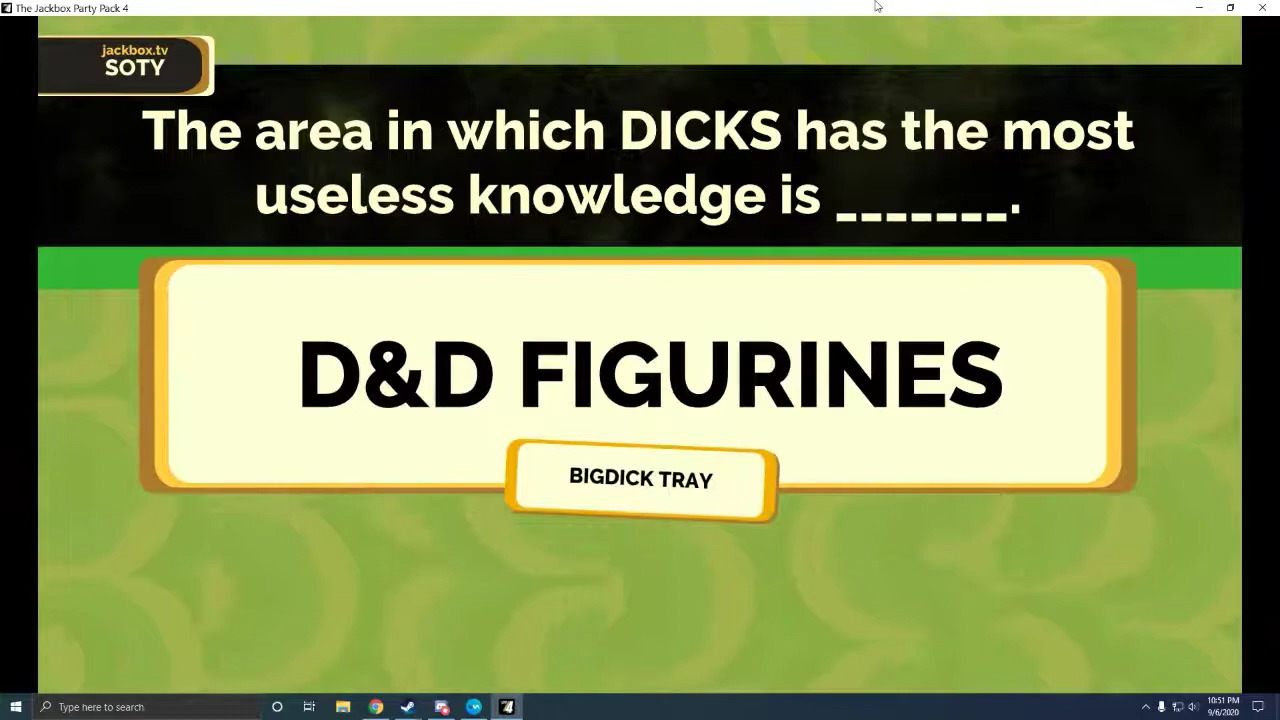 The Jackbox Party Pack 4
jackbox.tv
SOTY
The area in which DICKS has the most
useless knowledge is _______.
D&D FIGURINES
BIGDICK TRAY
Type here to search
10:51 PM
9/6/2020